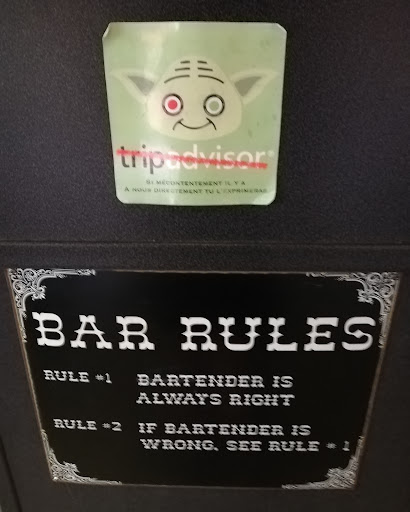 tripadvisor®
SI MÉCONTENTEMENT IL Y A
À NOUS DIRECTEMENT TU L'EXPRIMERAS
BAR RULES
RULE #1 BARTENDER IS
ALWAYS RIGHT
RULE #2 IF BARTENDER IS
WRONG, SEE RULE # 1